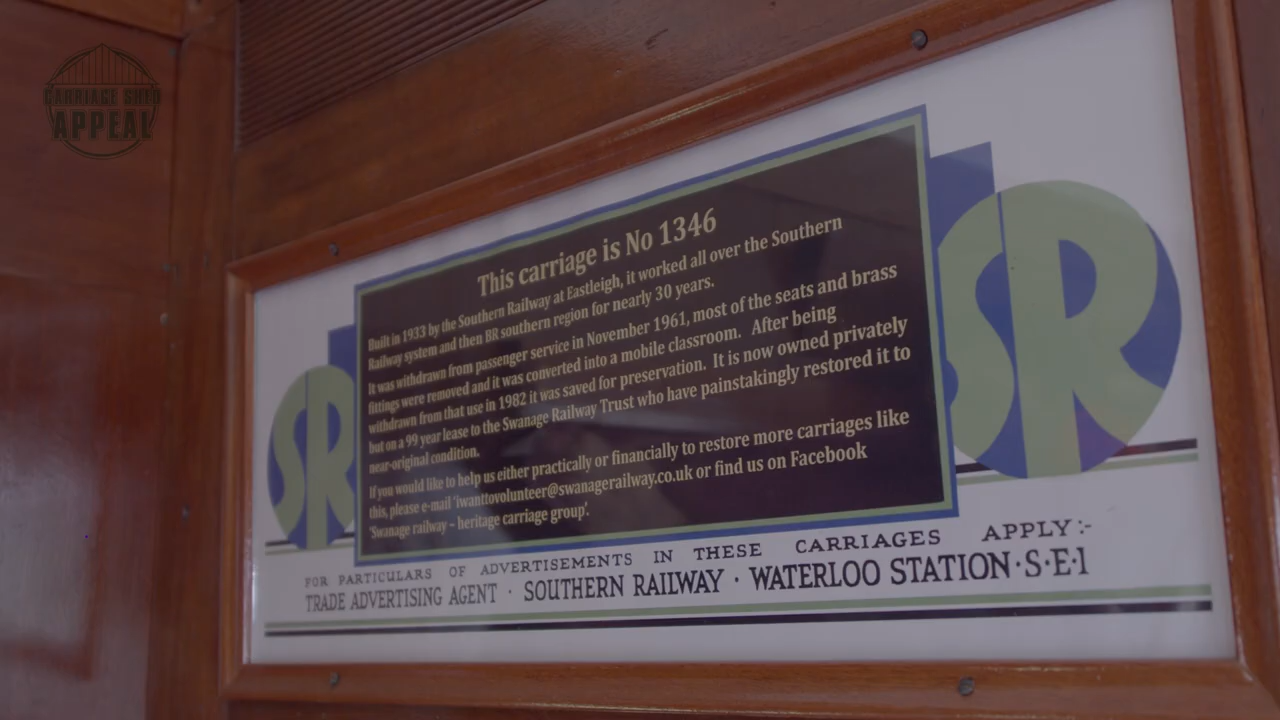 CARRIAGE SHED
APPEAL
This carriage is No 1346
Built in 1933 by the Southern Railway at Eastleigh, it worked all over the Southern
Railway system and then BR southern region for nearly 30 years.
It was withdrawn from passenger service in November 1961, most of the seats and brass
fittings were removed and it was converted into a mobile classroom. After being
withdrawn from that use in 1982 it was saved for preservation. It is now owned privately
but on a 99 year lease to the Swanage Railway Trust who have painstakingly restored it to
near-original condition.
If you would like to help us either practically or financially to restore more carriages like
this, please e-mail 'iwanttovolunteer@swanagerailway.co.uk or find us on Facebook
'Swanage railway – heritage carriage group'.
SR
SR
FOR PARTICULARS OF ADVERTISEMENTS IN THESE CARRIAGES APPLY:-
TRADE ADVERTISING AGENT · SOUTHERN RAILWAY · WATERLOO STATION·S·E·1